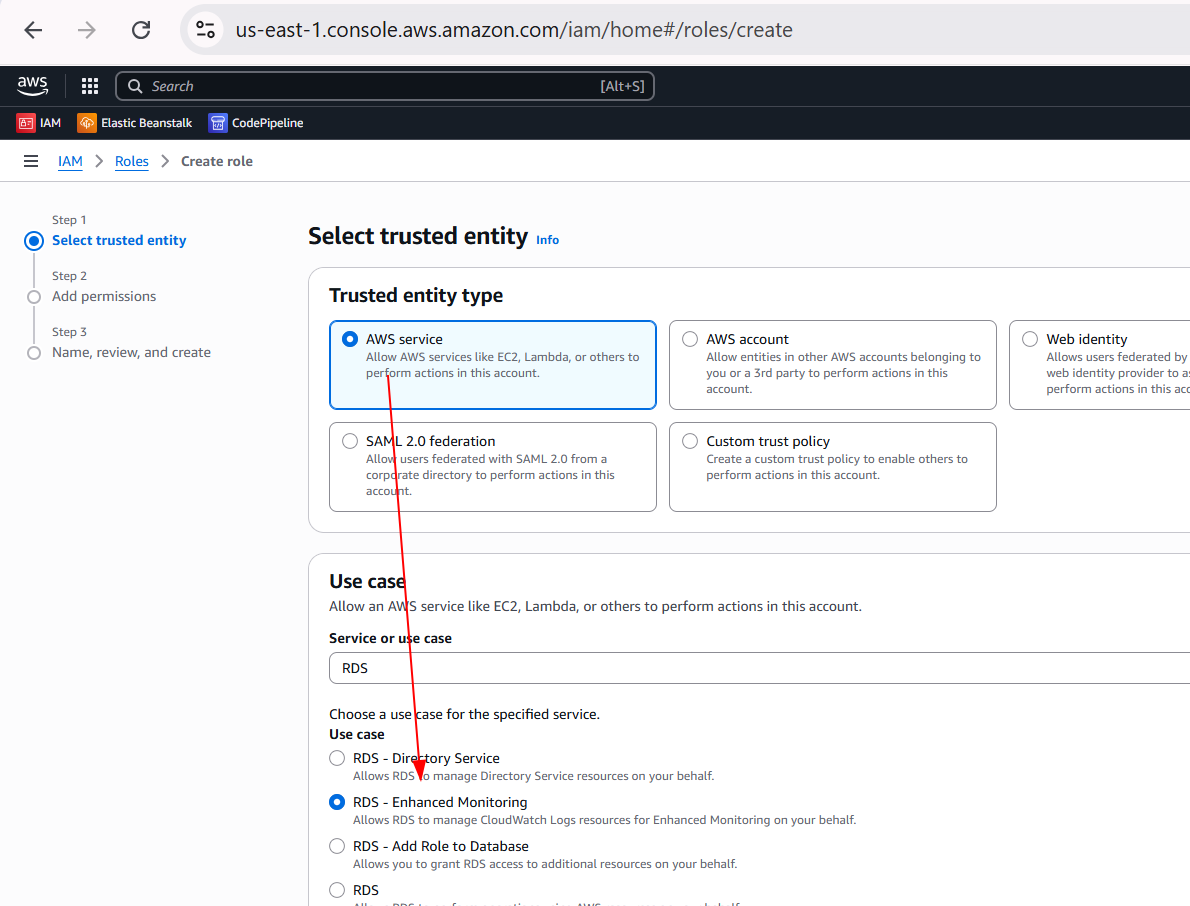 us-east-1.console.aws.amazon.com/iam/home#/roles/create
aws
Search
[Alt+S]
IAM
Elastic Beanstalk
CodePipeline
IAM
Roles
Create role
Step 1
Select trusted entity
Step 2
Add permissions
Step 3
Name, review, and create
Select trusted entity Info
Trusted entity type
AWS service
Allow AWS services like EC2, Lambda, or others to
perform actions in this account.
AWS account
Allow entities in other AWS accounts belonging to
you or a 3rd party to perform actions in this
account.
Web identity
Allows users federated by
web identity provider to
perform actions in this
SAML 2.0 federation
Allow users federated with SAML 2.0 from a
corporate directory to perform actions in this
account.
Custom trust policy
Create a custom trust policy to enable others to
perform actions in this account.
Use case
Allow an AWS service like EC2, Lambda, or others to perform actions in this account.
Service or use case
RDS
Choose a use case for the specified service.
Use case
RDS - Directory Service
Allows RDS to manage Directory Service resources on your behalf.
RDS - Enhanced Monitoring
Allows RDS to manage CloudWatch Logs resources for Enhanced Monitoring on your behalf.
RDS - Add Role to Database
Allows you to grant RDS access to additional resources on your behalf.
RDS